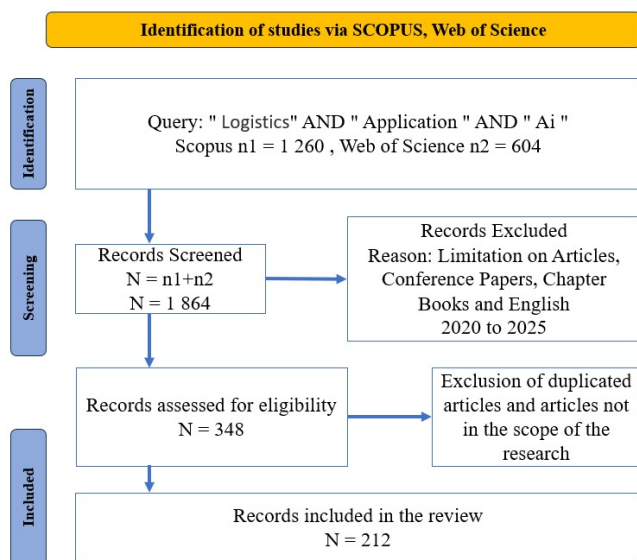 Identification of studies via SCOPUS, Web of Science
Identification
Query: " Logistics" AND " Application " AND " Ai "
Scopus n1 = 1 260 , Web of Science n2 = 604
Screening
Records Screened
N = n1+n2
N = 1 864
Records Excluded
Reason: Limitation on Articles,
Conference Papers, Chapter
Books and English
2020 to 2025
Records assessed for eligibility
N = 348
Exclusion of duplicated
articles and articles not
in the scope of the
research
Included
Records included in the review
N = 212